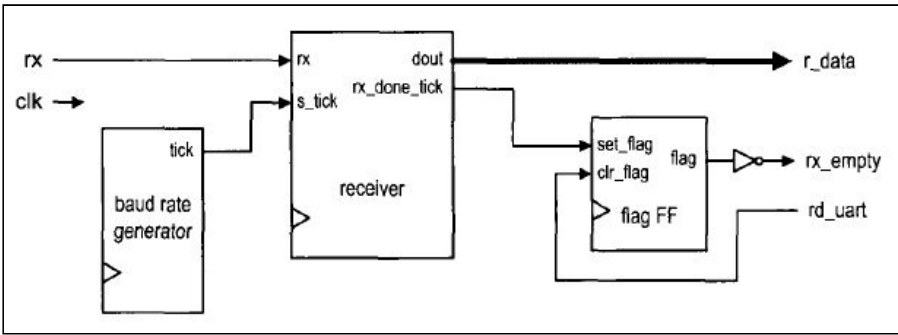 rx
clk
tick
baud rate
generator
rx
dout
s_tick
rx_done_tick
receiver
set_flag
flag
clr_flag
flag FF
r_data
rx_empty
rd_uart